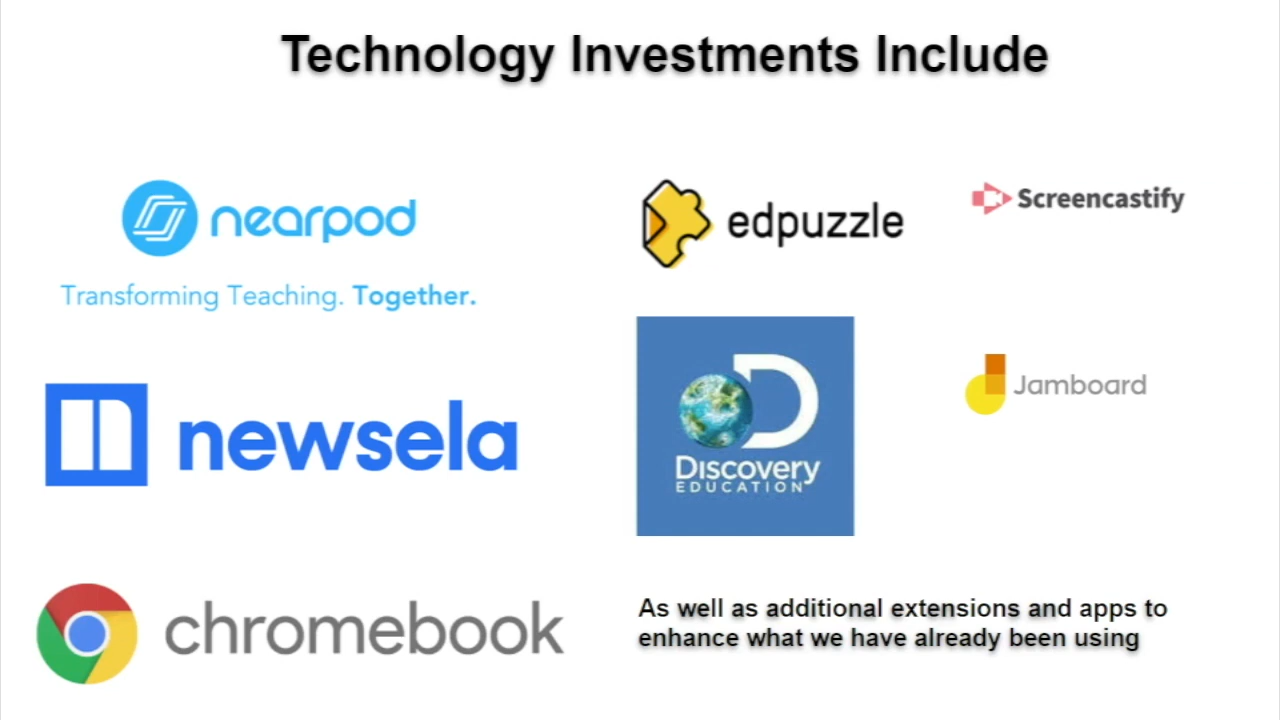 Technology Investments Include
nearpod
Transforming Teaching. Together.
edpuzzle
Screencastify
newsela
Discovery
EDUCATION
Jamboard
chromebook
As well as additional extensions and apps to
enhance what we have already been using